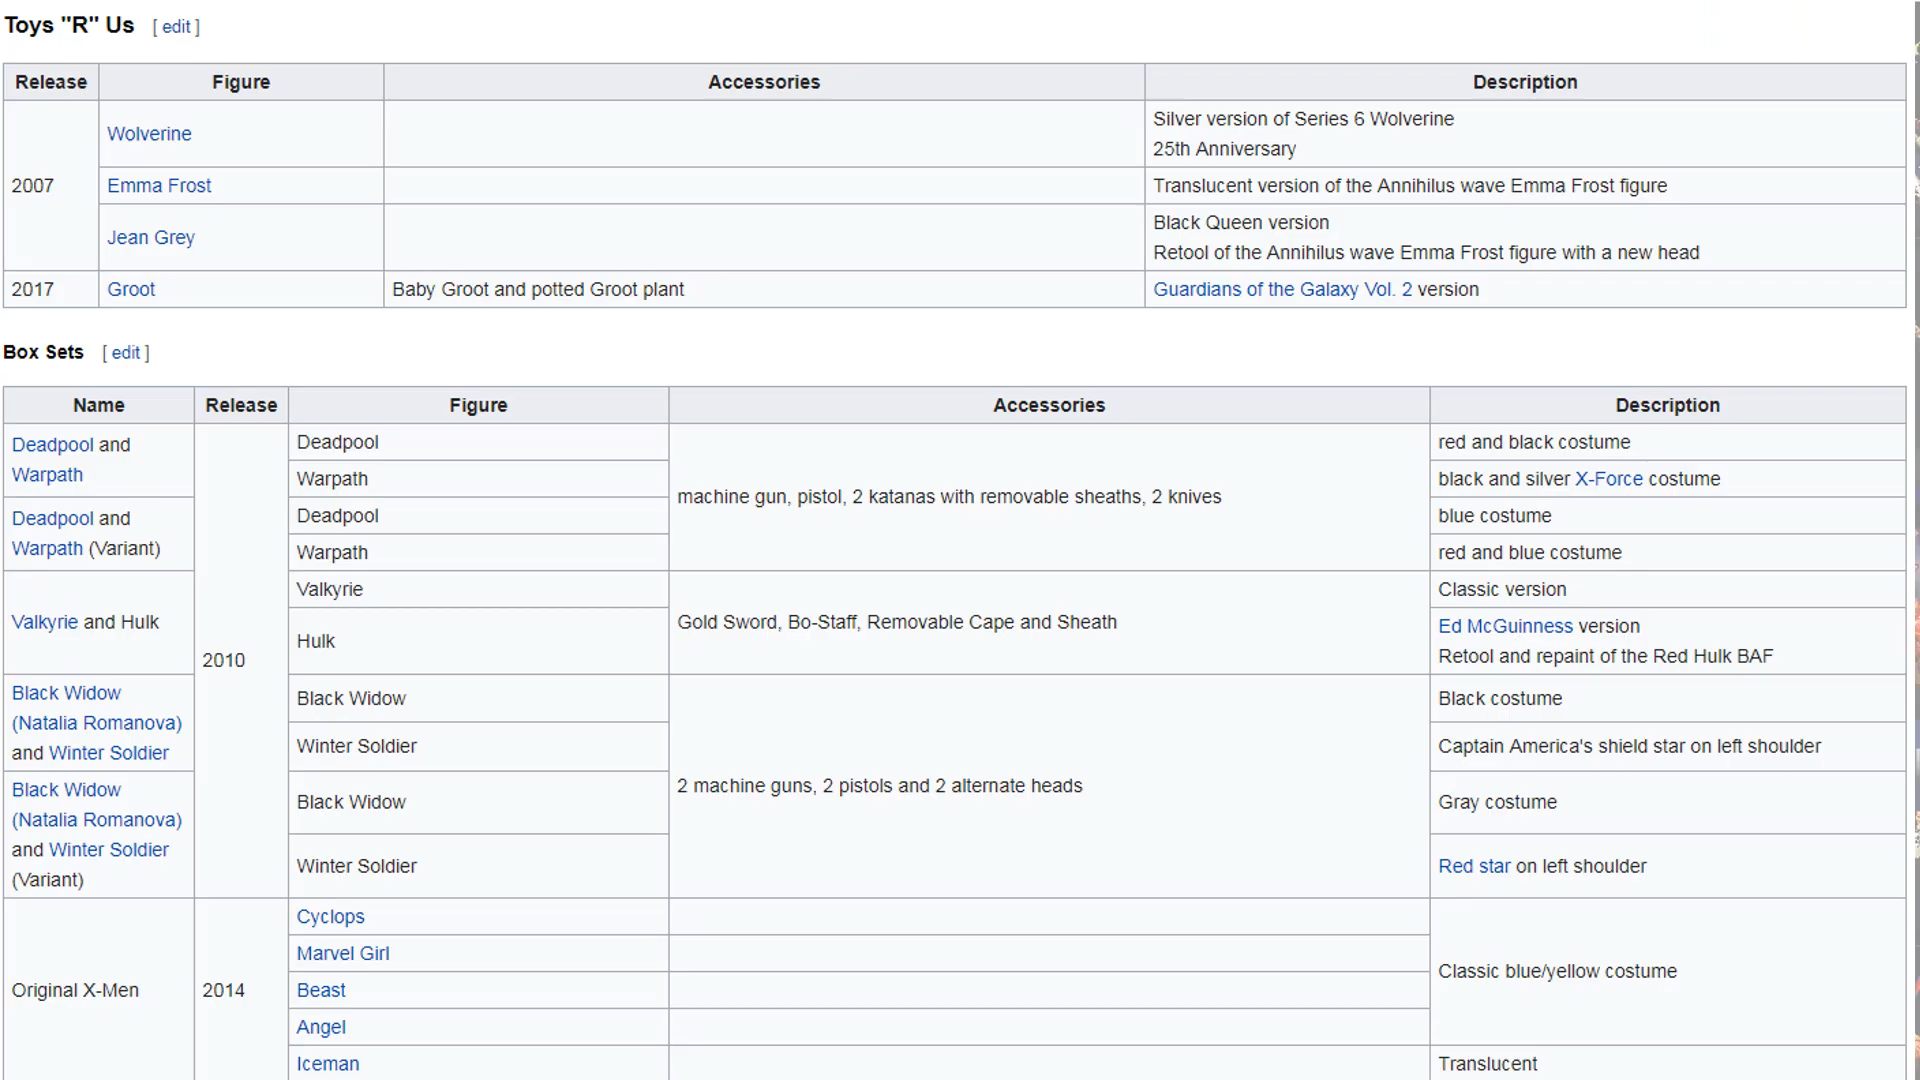 Toys "R" Us [ edit ]
Release Figure Accessories Description
2007 Wolverine Silver version of Series 6 Wolverine
25th Anniversary
Emma Frost Translucent version of the Annihilus wave Emma Frost figure
Jean Grey Black Queen version
Retool of the Annihilus wave Emma Frost figure with a new head
2017 Groot Baby Groot and potted Groot plant Guardians of the Galaxy Vol. 2 version
Box Sets [ edit ]
Name Release Figure Accessories Description
Deadpool and
Warpath
2010
Deadpool
machine gun, pistol, 2 katanas with removable sheaths, 2 knives
red and black costume
Warpath
black and silver X-Force costume
Deadpool and
Warpath (Variant)
Deadpool
blue costume
Warpath
red and blue costume
Valkyrie and Hulk
Valkyrie
Gold Sword, Bo-Staff, Removable Cape and Sheath
Classic version
Hulk
Ed McGuinness version
Retool and repaint of the Red Hulk BAF
Black Widow
(Natalia Romanova)
and Winter Soldier
Black Widow
2 machine guns, 2 pistols and 2 alternate heads
Black costume
Winter Soldier
Captain America's shield star on left shoulder
Black Widow
(Natalia Romanova)
and Winter Soldier
(Variant)
Black Widow
Gray costume
Winter Soldier
Red star on left shoulder
Original X-Men
2014
Cyclops
Classic blue/yellow costume
Marvel Girl
Beast
Angel
Iceman
Translucent